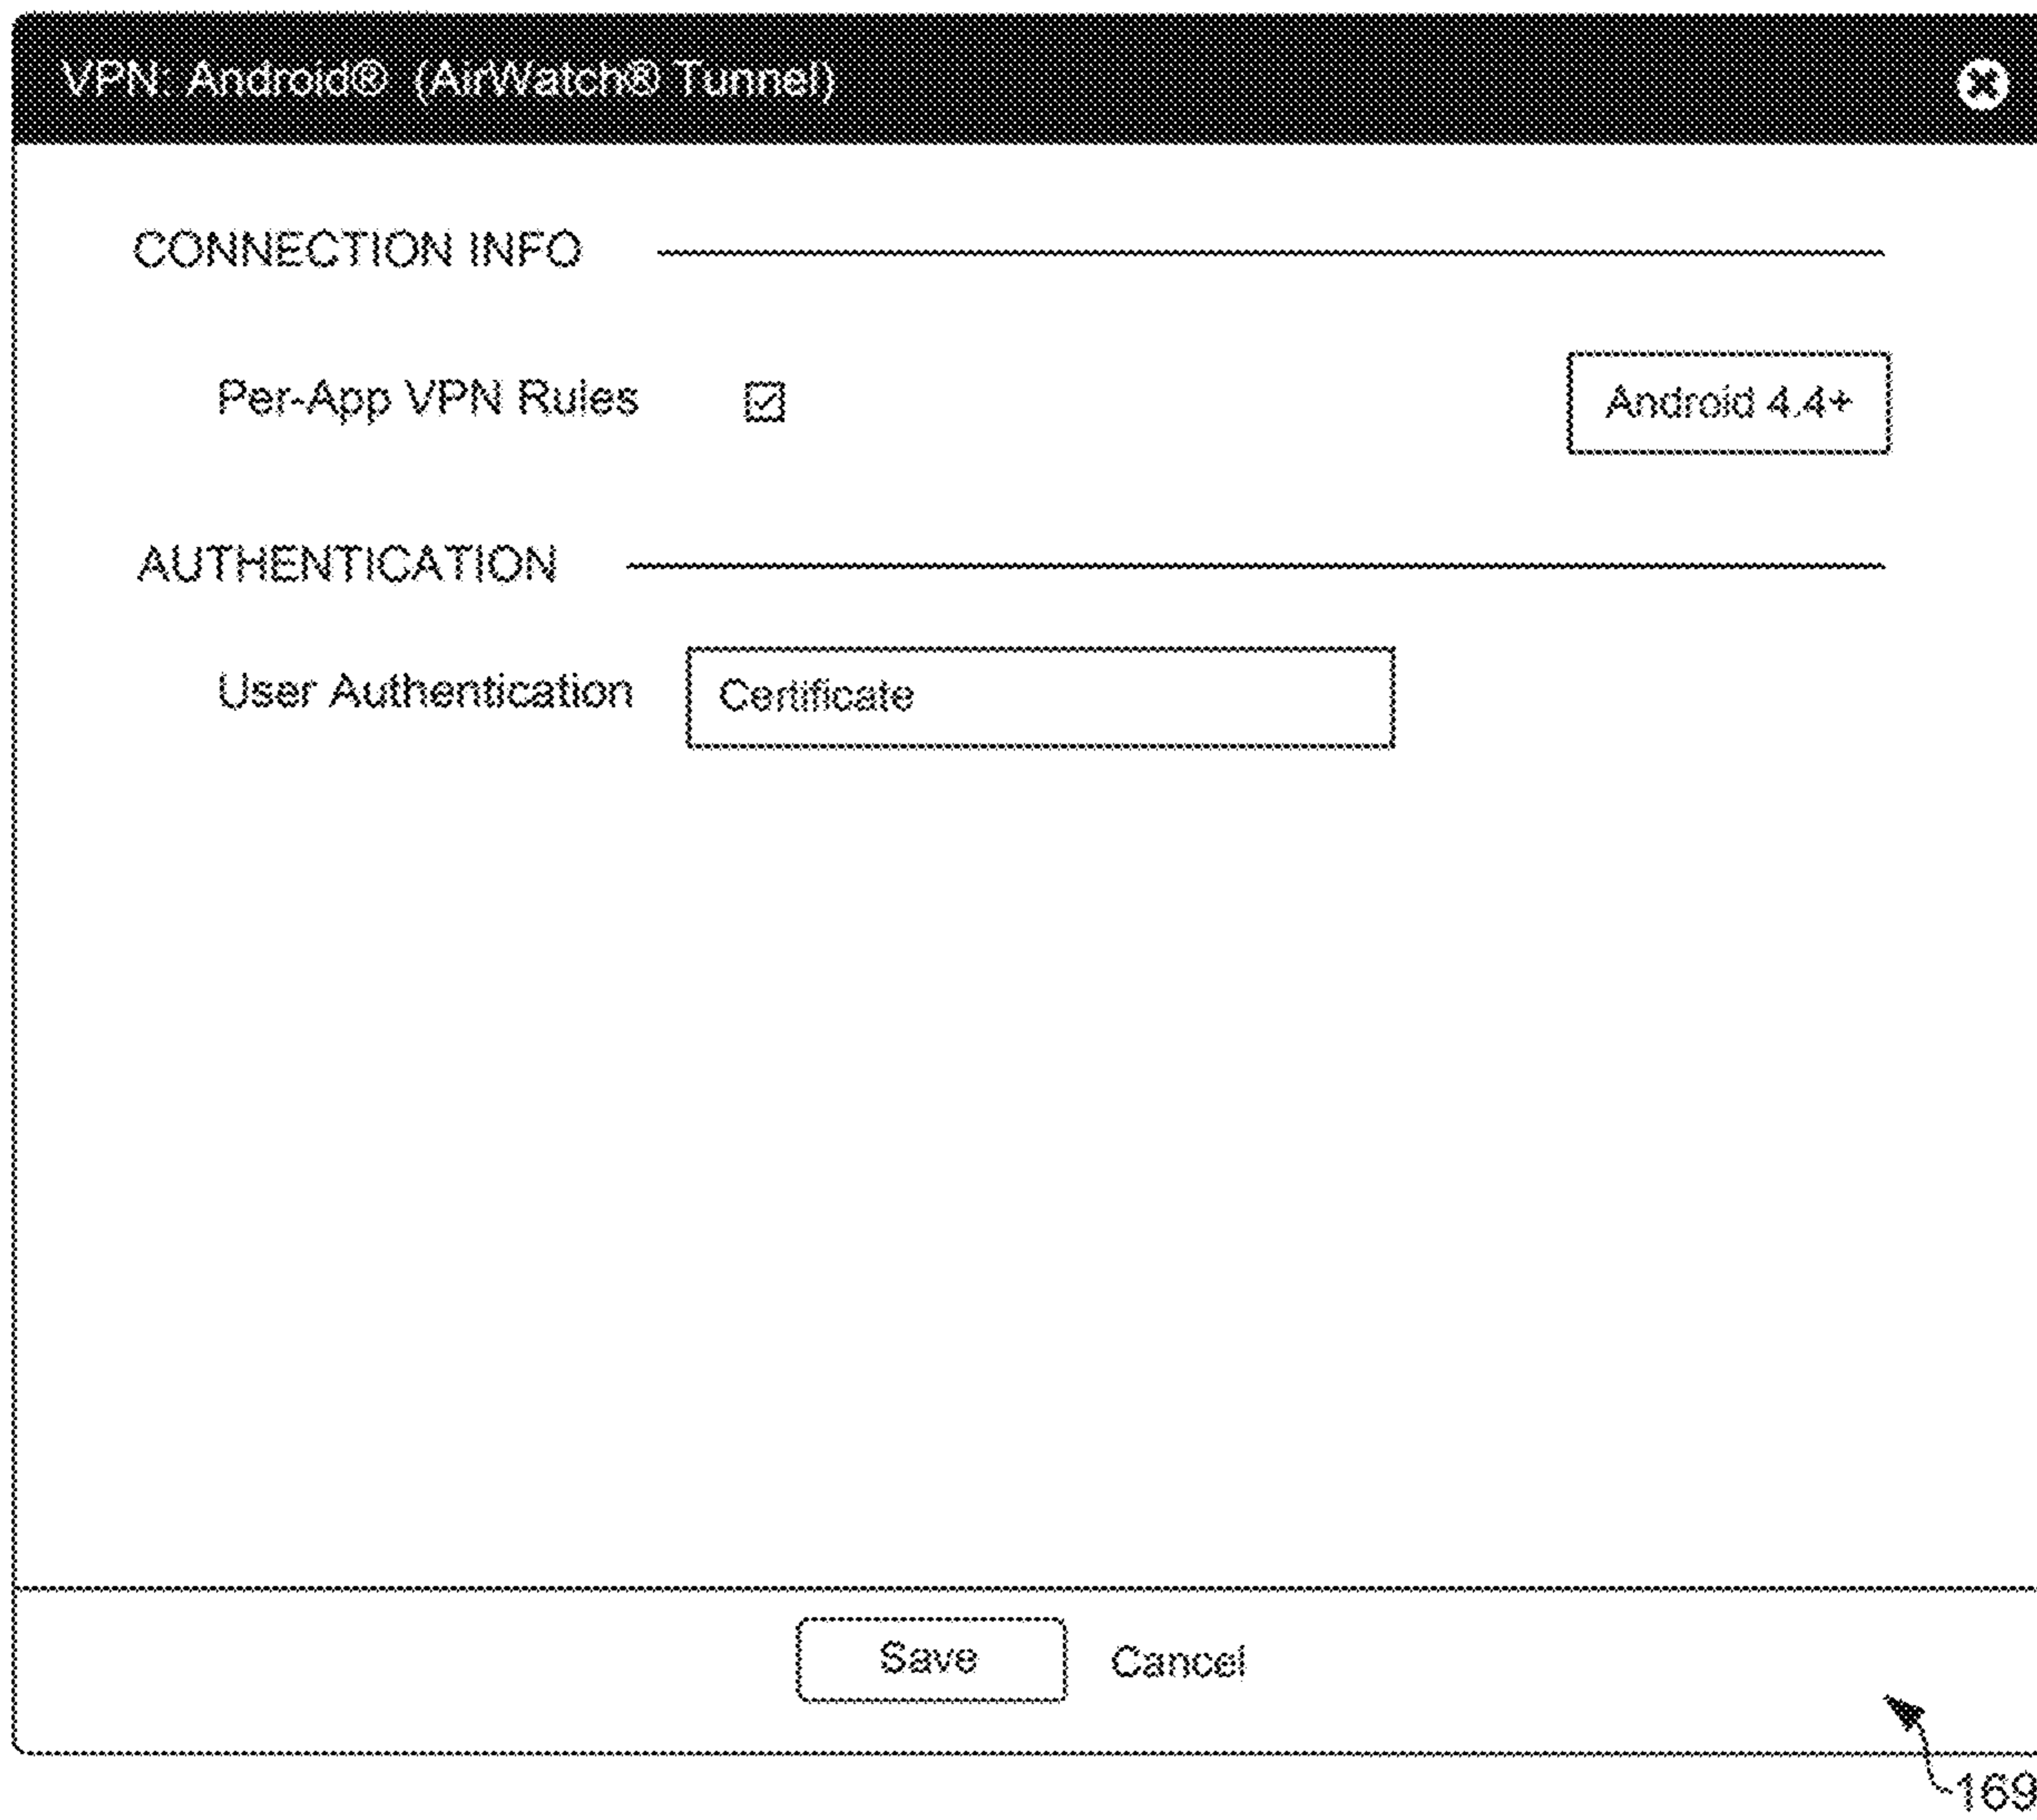 VPN: Android® (AirWatch® Tunnel)
CONNECTION INFO
Per-App VPN Rules Android 4.4+
AUTHENTICATION
User Authentication Certificate
Save Cancel
169